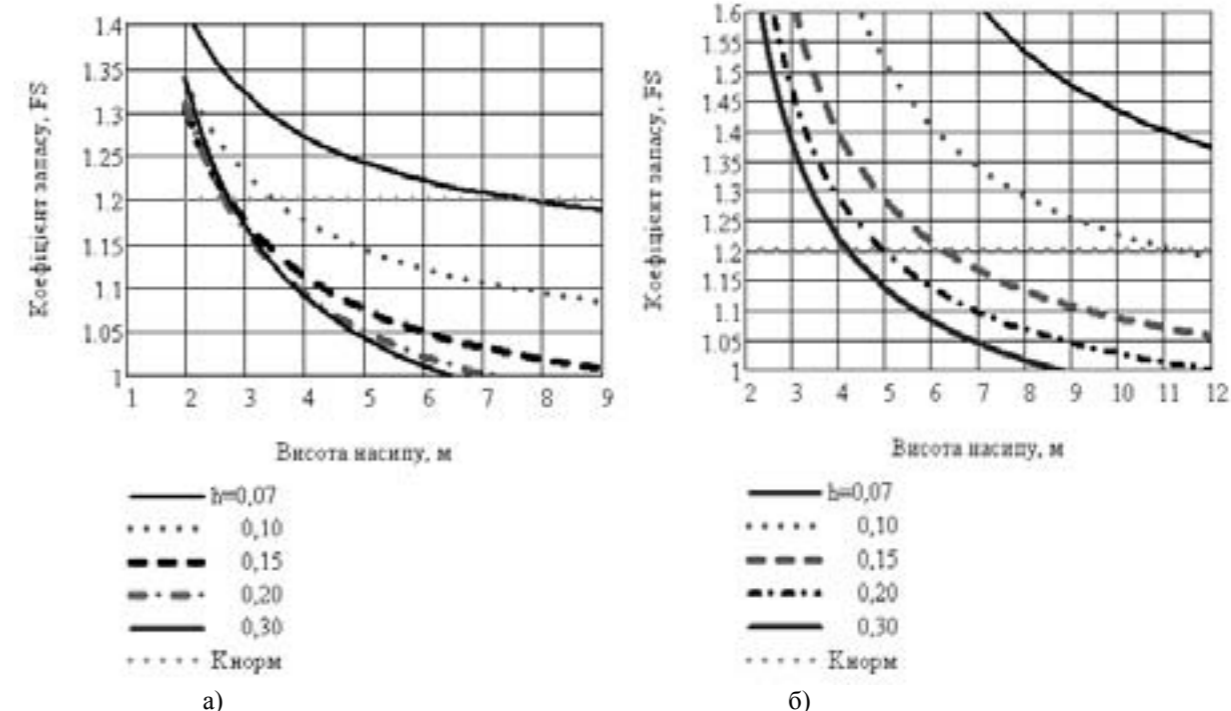 Коефіцієнт запасу, FS
1.4
1.35
1.3
1.25
1.2
1.15
1.1
1.05
1
1 2 3 4 5 6 7 8 9
Висота насипу, м
h=0,07
0,10
0,15
0,20
0,30
Кнорм
а)
Коефіцієнт запасу, FS
1.6
1.55
1.5
1.45
1.4
1.35
1.3
1.25
1.2
1.15
1.1
1.05
1
2 3 4 5 6 7 8 9 10 11 12
Висота насипу, м
h=0,07
0,10
0,15
0,20
0,30
Кнорм
б)